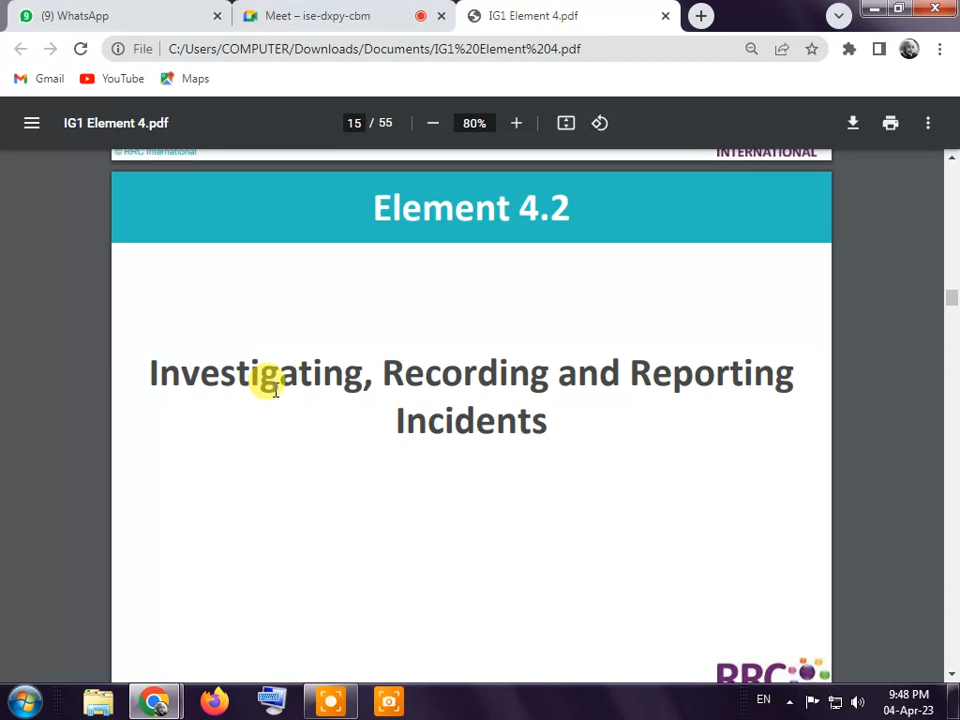 (9) WhatsApp
Meet – ise-dxpy-cbm
IG1 Element 4.pdf
File C:/Users/COMPUTER/Downloads/Documents/IG1%20Element%204.pdf
Gmail YouTube Maps
IG1 Element 4.pdf 15 / 55 80%
© RRC International
INTERNATIONAL
Element 4.2
Investigating, Recording and Reporting
Incidents
RRC
EN
9:48 PM
04-Apr-23